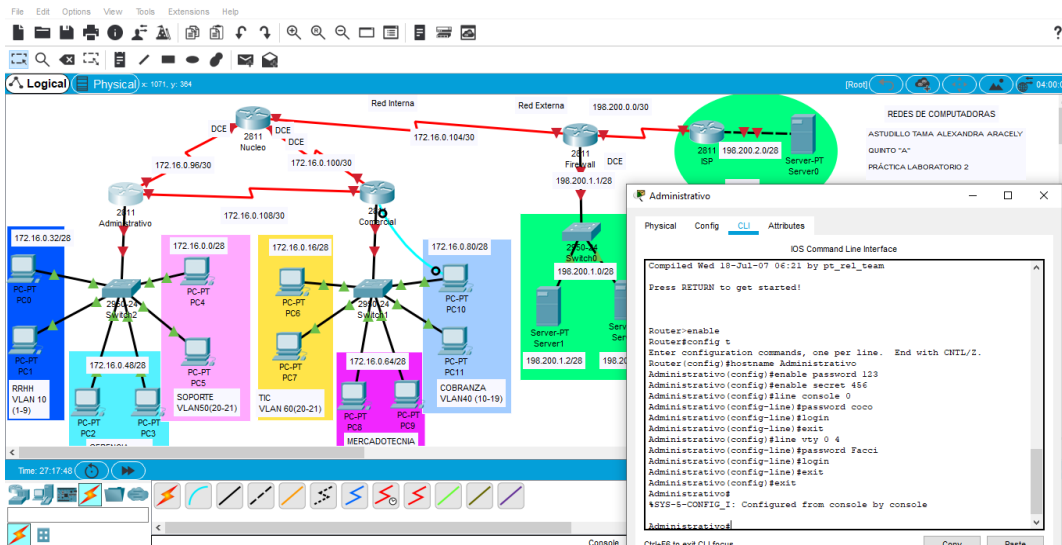 File Edit Options View Tools Extensions Help
?
Logical Physical x: 1071, y: 384 [Root] 04:00:0
Red Interna Red Externa 198.200.0.0/30
REDES DE COMPUTADORAS
ASTUDILLO TAMA ALEXANDRA ARACELY
QUINTO "A"
PRÁCTICA LABORATORIO 2
DCE DCE
2811 DCE
Nucleo
172.16.0.104/30
172.16.0.96/30 172.16.0.100/30
2811
Firewall DCE
2811
ISP
198.200.2.0/28
Server-PT
Server0
198.200.1.1/28
2811
Administrativo
172.16.0.108/30
2811
Comercial
172.16.0.32/28
172.16.0.0/28
172.16.0.16/28
172.16.0.80/28
2950-24
Switch0
198.200.1.0/28
PC-PT
PC0
PC-PT
PC4
2950-24
Switch2
PC-PT
PC6
2950-24
Switch1
PC-PT
PC10
Server-PT
Server1
198.200.1.2/28
PC-PT
PC1
172.16.0.48/28
PC-PT
PC5
PC-PT
PC7
172.16.0.64/28
PC-PT
PC11
RRHH
VLAN 10
(1-9)
PC-PT
PC2
PC-PT
PC3
SOPORTE
VLAN50(20-21)
TIC
VLAN 60(20-21)
PC-PT
PC8
PC-PT
PC9
COBRANZA
VLAN40 (10-19)
MERCADOTECNIA
Time: 27:17:48
Console
Administrativo
Physical Config CLI Attributes
IOS Command Line Interface
Compiled Wed 18-Jul-07 06:21 by pt_rel_team
Press RETURN to get started!
Router>enable
Router#config t
Enter configuration commands, one per line. End with CNTL/Z.
Router(config)#hostname Administrativo
Administrativo(config)#enable password 123
Administrativo(config)#enable secret 456
Administrativo(config)#line console 0
Administrativo(config-line)#password coco
Administrativo(config-line)#login
Administrativo(config-line)#exit
Administrativo(config)#line vty 0 4
Administrativo(config-line)#password Facci
Administrativo(config-line)#login
Administrativo(config-line)#exit
Administrativo(config)#exit
Administrativo#
%SYS-5-CONFIG_I: Configured from console by console
Administrativo#
Ctrl+F6 to exit CLI focus
Copy Paste